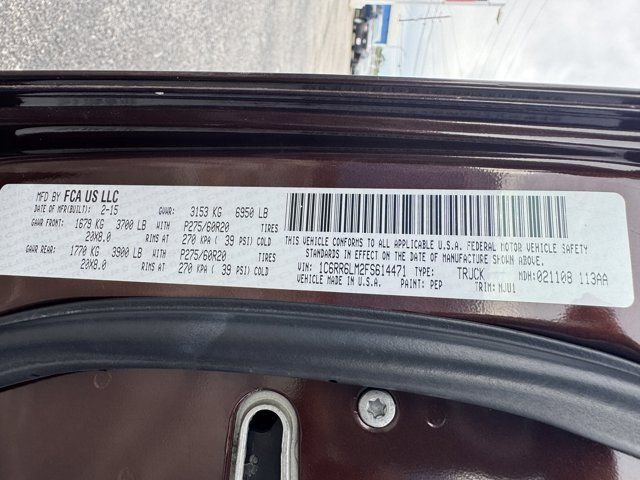 MFD BY FCA US LLC
DATE OF MFR(BUILT): 2-15 GVWR: 3153 KG 6950 LB
GAWR FRONT: 1679 KG 3700 LB WITH P275/60R20 TIRES
20X8.0 RIMS AT 270 KPA ( 39 PSI) COLD
GAWR REAR: 1770 KG 3900 LB WITH P275/60R20 TIRES
20X8.0 RIMS AT 270 KPA ( 39 PSI) COLD
THIS VEHICLE CONFORMS TO ALL APPLICABLE U.S.A. FEDERAL MOTOR VEHICLE SAFETY
STANDARDS IN EFFECT ON THE DATE OF MANUFACTURE SHOWN ABOVE.
VIN: 1C6RR6LM2FS614471 TYPE: TRUCK MDH:021108 113AA
VEHICLE MADE IN U.S.A. PAINT: PEP TRIM: MJU1